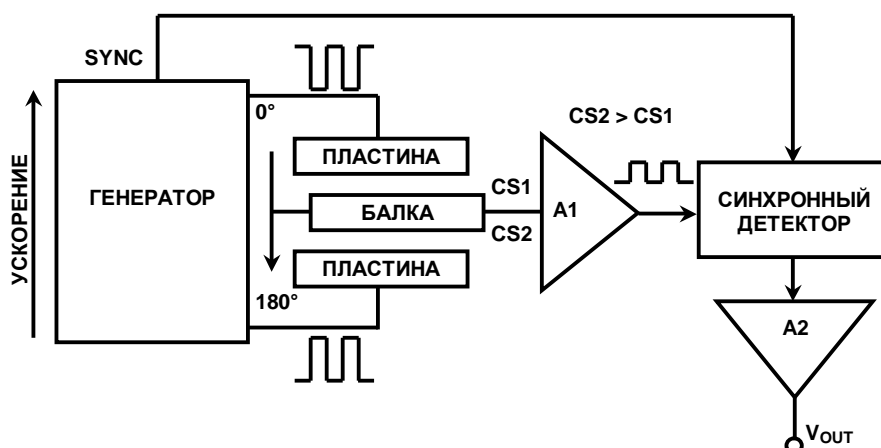 SYNC
УСКОРЕНИЕ
ГЕНЕРАТОР
0°
180°
ПЛАСТИНА
БАЛКА
ПЛАСТИНА
CS1
CS2
CS2 > CS1
A1
СИНХРОННЫЙ
ДЕТЕКТОР
A2
VOUT